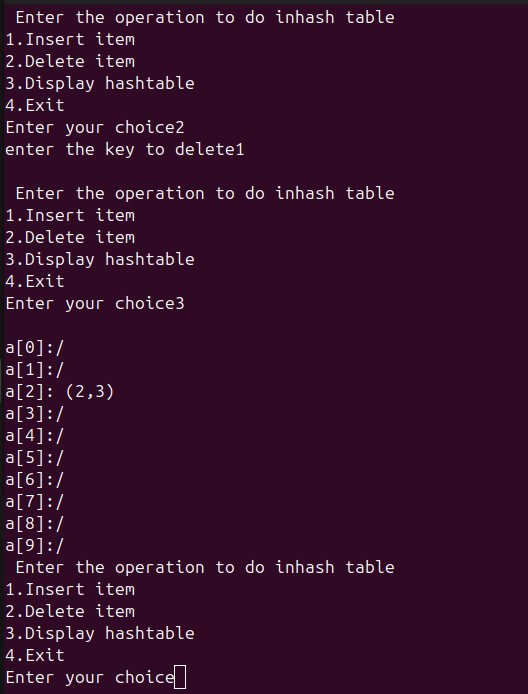 Enter the operation to do inhash table
1.Insert item
2.Delete item
3.Display hashtable
4.Exit
Enter your choice2
enter the key to delete1
Enter the operation to do inhash table
1.Insert item
2.Delete item
3.Display hashtable
4.Exit
Enter your choice3
a[0]:/
a[1]:/
a[2]: (2,3)
a[3]:/
a[4]:/
a[5]:/
a[6]:/
a[7]:/
a[8]:/
a[9]:/
Enter the operation to do inhash table
1.Insert item
2.Delete item
3.Display hashtable
4.Exit
Enter your choice